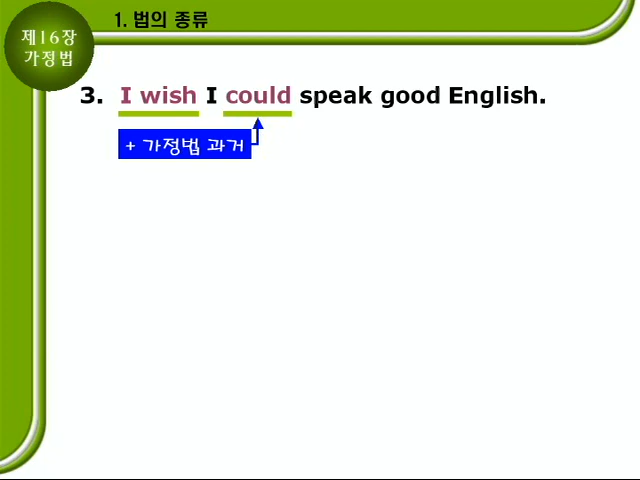 1. 법의 종류
제16장
가정법
3. I wish I could speak good English.
+ 가정법 과거